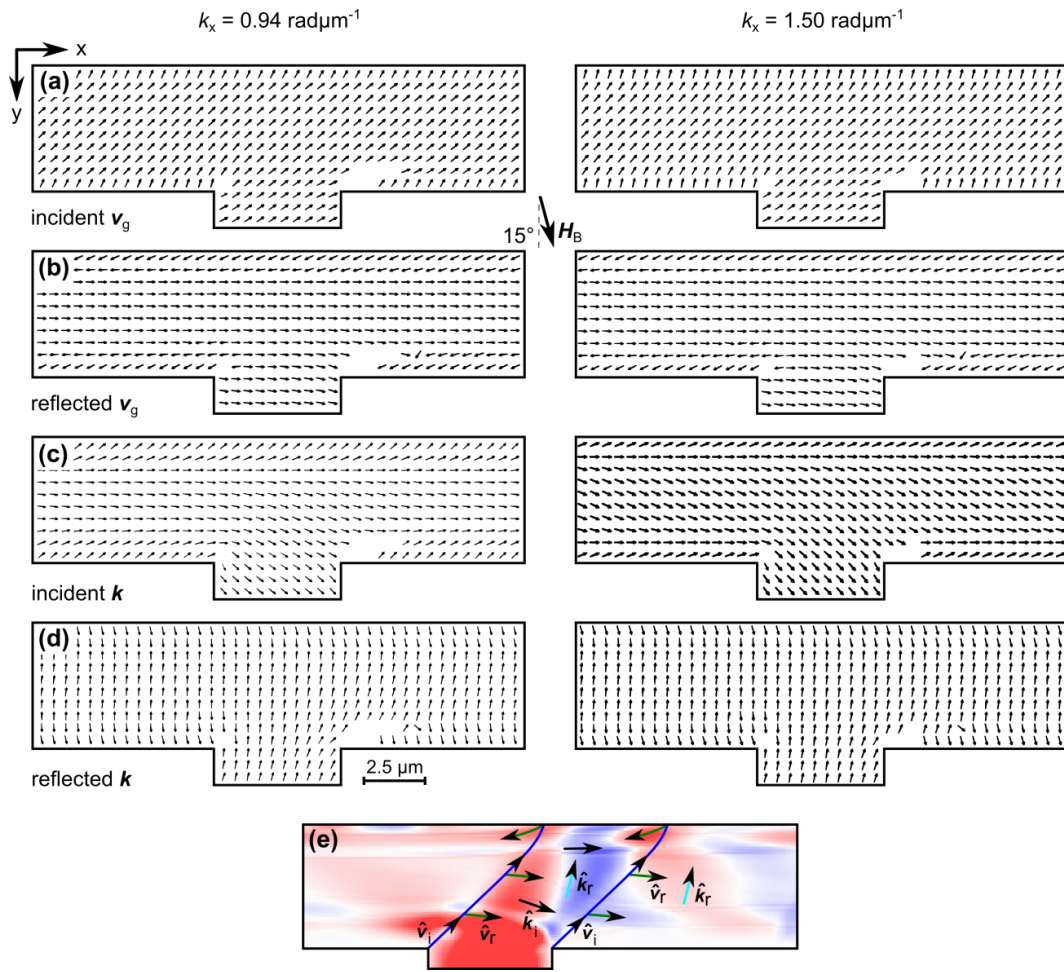 kx = 0.94 radµm-1 kx = 1.50 radµm-1
x
(a)
y
incident vg
15° HB
(b)
reflected vg
(c)
incident k
(d)
2.5 µm
reflected k
(e)
k̂r
v̂r k̂r
v̂i v̂r k̂i v̂i